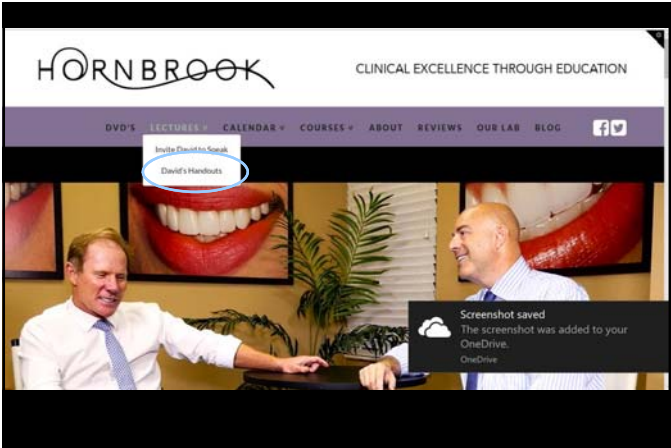 HORNBROOK
CLINICAL EXCELLENCE THROUGH EDUCATION
DVD'S LECTURES CALENDAR COURSES ABOUT REVIEWS OUR LAB BLOG
Invite David to Speak
David's Handouts
Screenshot saved
The screenshot was added to your
OneDrive.
OneDrive